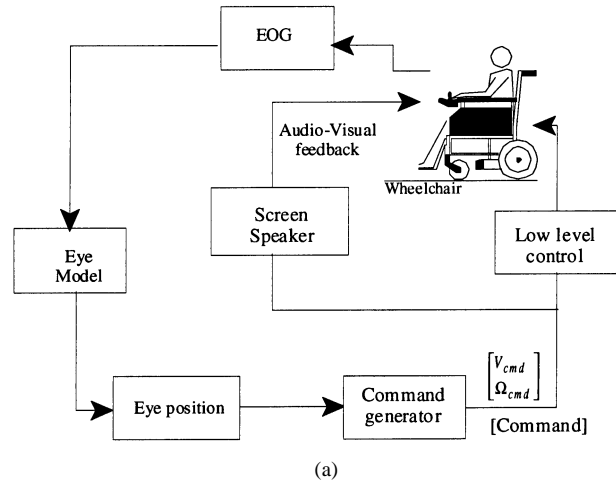 EOG
Audio-Visual
feedback
Wheelchair
Screen
Speaker
Low level
control
Eye
Model
Eye position
Command
generator
[V_cmd
Ω_cmd]
[Command]
(a)